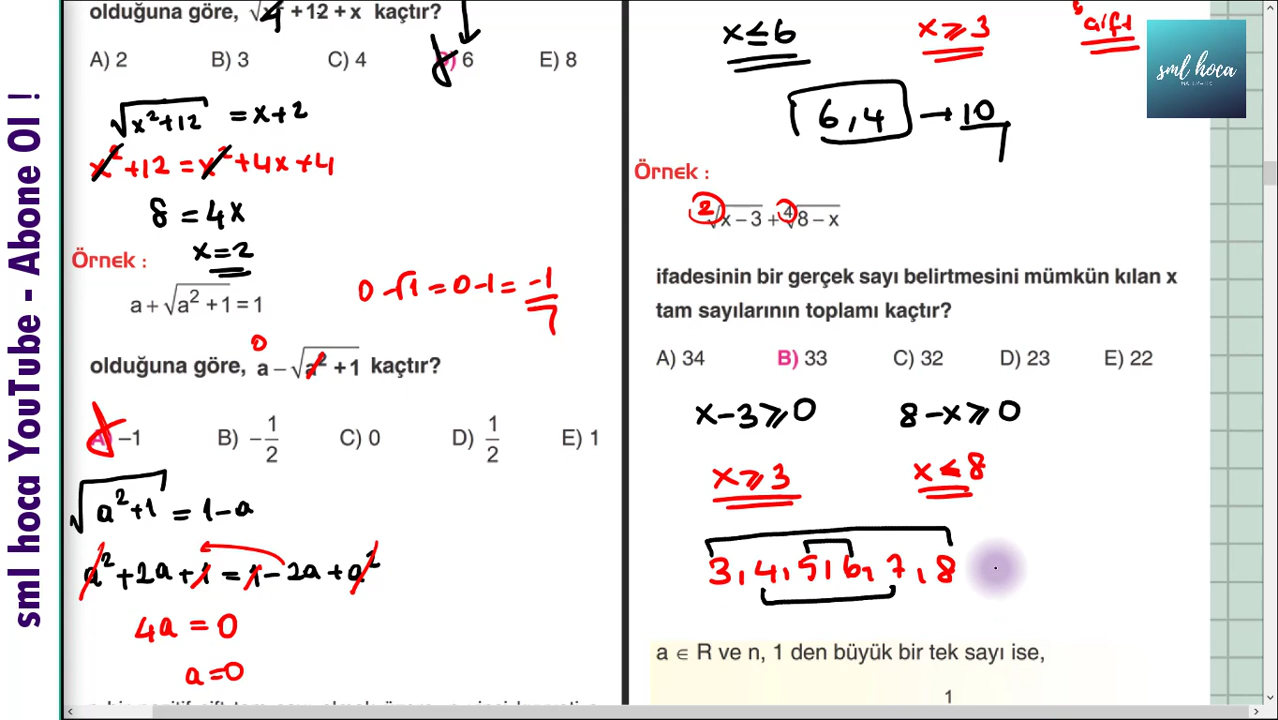 sml hoca YouTube - Abone Ol !
olduğuna göre, +12 + x kaçtır?
A) 2 B) 3 C) 4 D) 6 E) 8
√x²+12 = x+2
x²+12 = x²+4x+4
8 = 4x
x=2
Örnek :
a + √a² + 1 = 1
0 - √1 = 0 - 1 = -1
0
olduğuna göre, a – √a² + 1 kaçtır?
A) –1 B) –1/2 C) 0 D) 1/2 E) 1
√a²+1 = 1-a
a²+2a+1 = 1-2a+a²
4a = 0
a=0
x≤6 x≥3 çift
6,4 → 10
Örnek :
2√x – 3 + 4√8 – x
ifadesinin bir gerçek sayı belirtmesini mümkün kılan x
tam sayılarının toplamı kaçtır?
A) 34 B) 33 C) 32 D) 23 E) 22
x-3≥0 8-x≥0
x≥3 x≤8
3, 4, 5, 6, 7, 8
a ∈ R ve n, 1 den büyük bir tek sayı ise,
1
sml hoca